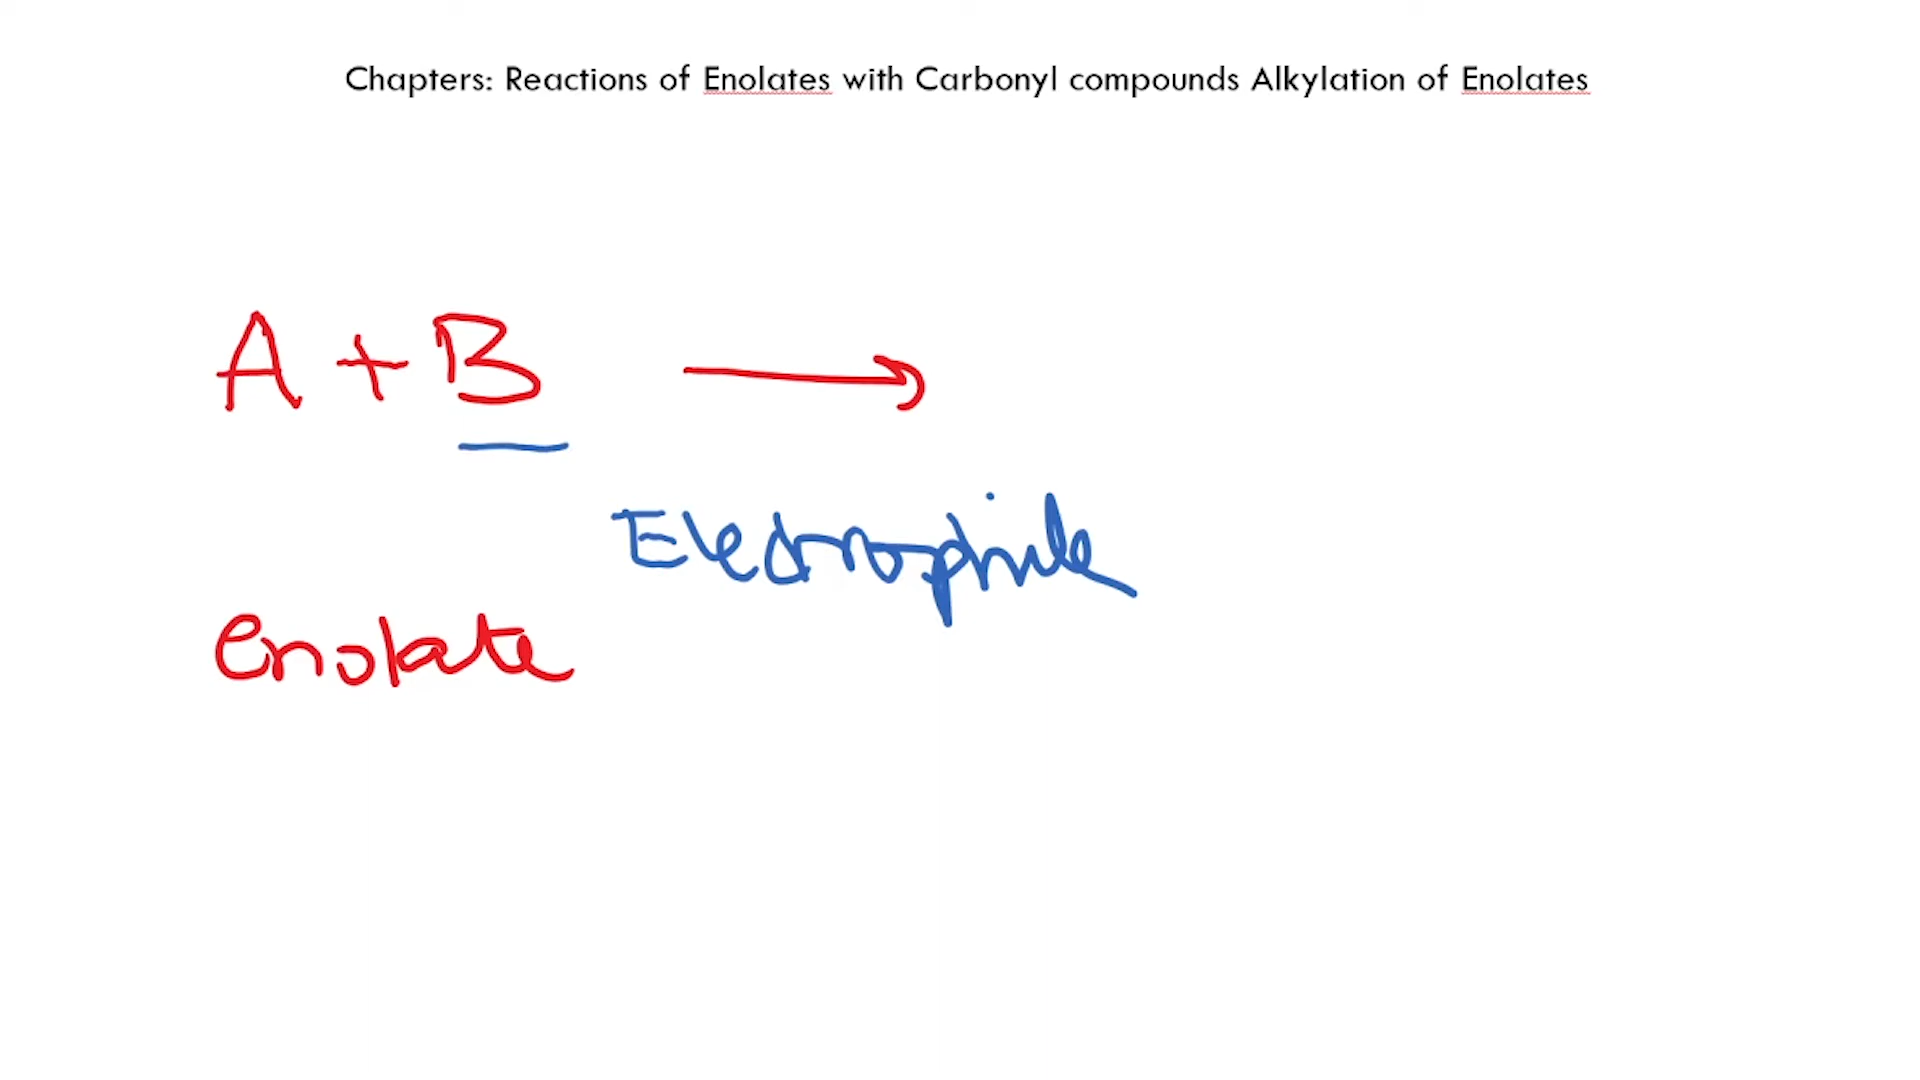 Chapters: Reactions of Enolates with Carbonyl compounds Alkylation of Enolates
A + B →
Electrophile
enolate